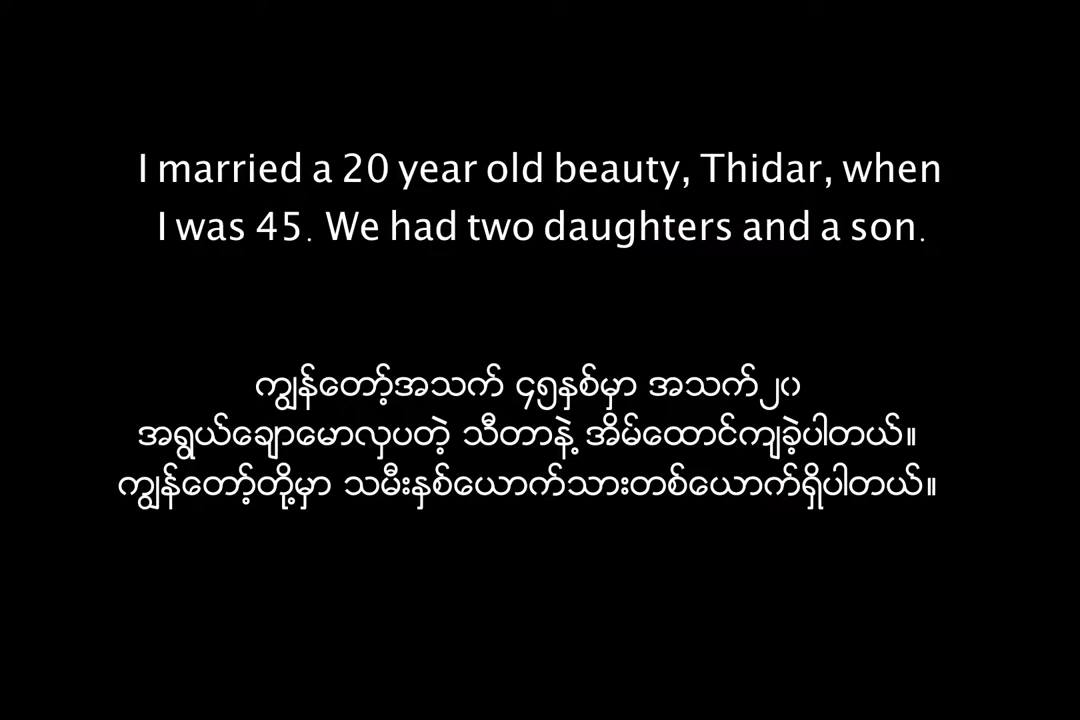 I married a 20 year old beauty, Thidar, when
I was 45. We had two daughters and a son.
ကျွန်တော့်အသက် ၄၅နှစ်မှာ အသက်၂၀
အရွယ်ချောမောလှပတဲ့ သီတာနဲ့ အိမ်ထောင်ကျခဲ့ပါတယ်။
ကျွန်တော့်တို့မှာ သမီးနှစ်ယောက်သားတစ်ယောက်ရှိပါတယ်။